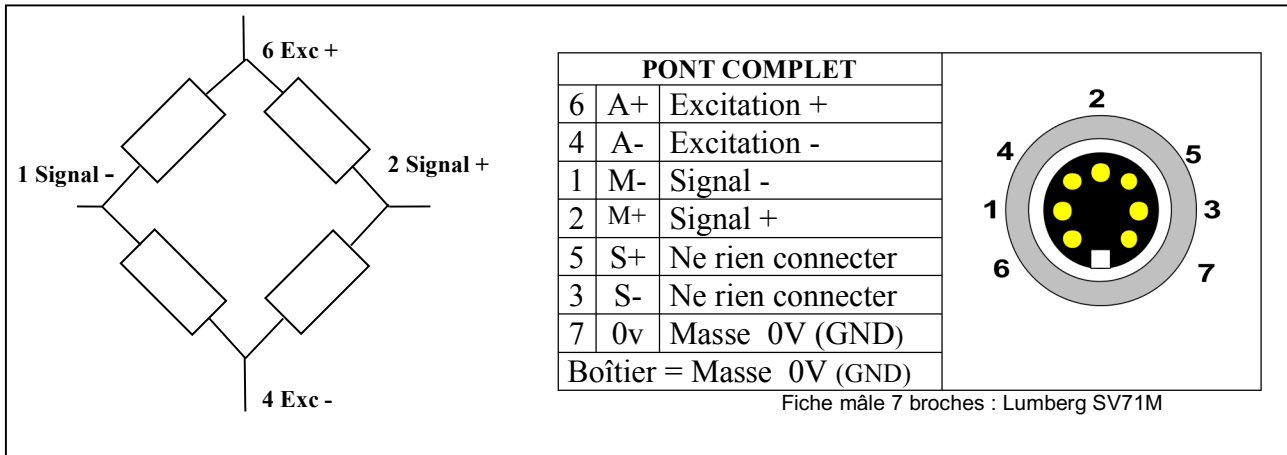 6 Exc +
1 Signal -
2 Signal +
4 Exc -
PONT COMPLET
6 A+ Excitation +
4 A- Excitation -
1 M- Signal -
2 M+ Signal +
5 S+ Ne rien connecter
3 S- Ne rien connecter
7 0v Masse 0V (GND)
Boîtier = Masse 0V (GND)
2
4 5
1 3
6 7
Fiche mâle 7 broches : Lumberg SV71M